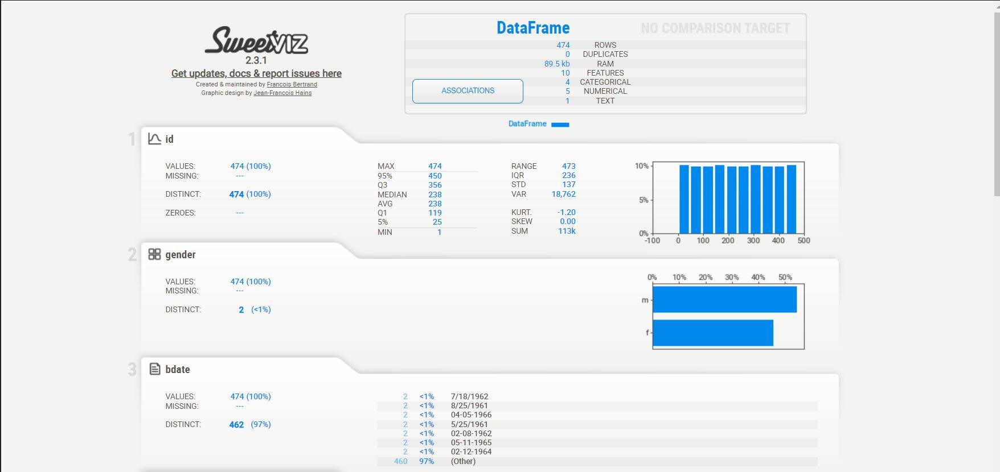 SweetVIZ
2.3.1
Get updates, docs & report issues here
Created & maintained by Francois Bertrand
Graphic design by Jean-Francois Hains
DataFrame NO COMPARISON TARGET
474 ROWS
0 DUPLICATES
89.5 kb RAM
10 FEATURES
4 CATEGORICAL
5 NUMERICAL
1 TEXT
ASSOCIATIONS
DataFrame
1 id
VALUES: 474 (100%)
MISSING: ---
DISTINCT: 474 (100%)
ZEROES: ---
MAX 474
95% 450
Q3 356
MEDIAN 238
AVG 238
Q1 119
5% 25
MIN 1
RANGE 473
IQR 236
STD 137
VAR 18,762
KURT. -1.20
SKEW 0.00
SUM 113k
10%
5%
0%
-100 0 100 200 300 400 500
2 gender
VALUES: 474 (100%)
MISSING: ---
DISTINCT: 2 (<1%)
0% 10% 20% 30% 40% 50%
m
f
3 bdate
VALUES: 474 (100%)
MISSING: ---
DISTINCT: 462 (97%)
2 <1% 7/18/1962
2 <1% 8/25/1961
2 <1% 04-05-1966
2 <1% 5/25/1961
2 <1% 02-08-1962
2 <1% 05-11-1965
2 <1% 02-12-1964
460 97% (Other)